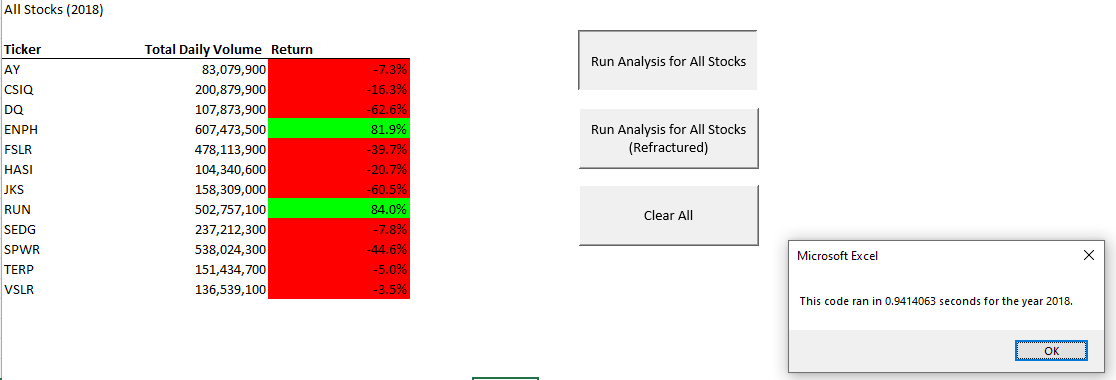 All Stocks (2018)
Ticker Total Daily Volume Return
AY 83,079,900 -7.3%
CSIQ 200,879,900 -16.3%
DQ 107,873,900 -62.6%
ENPH 607,473,500 81.9%
FSLR 478,113,900 -39.7%
HASI 104,340,600 -20.7%
JKS 158,309,000 -60.5%
RUN 502,757,100 84.0%
SEDG 237,212,300 -7.8%
SPWR 538,024,300 -44.6%
TERP 151,434,700 -5.0%
VSLR 136,539,100 -3.5%
Run Analysis for All Stocks
Run Analysis for All Stocks
(Refractured)
Clear All
Microsoft Excel
This code ran in 0.9414063 seconds for the year 2018.
OK